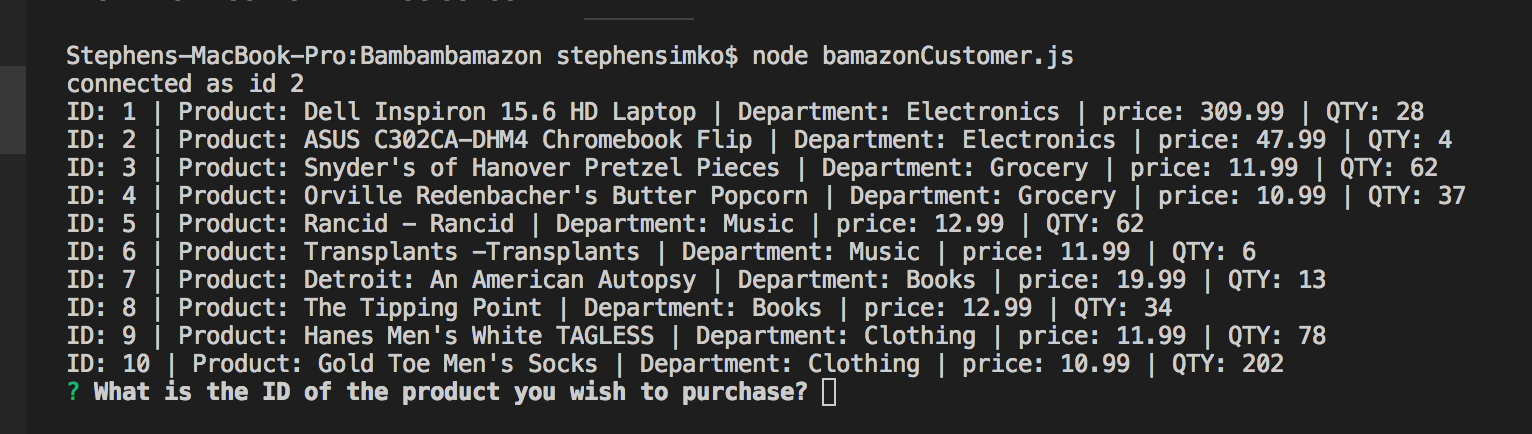 Stephens-MacBook-Pro:Bambambamazon stephensimko$ node bamazonCustomer.js
connected as id 2
ID: 1 | Product: Dell Inspiron 15.6 HD Laptop | Department: Electronics | price: 309.99 | QTY: 28
ID: 2 | Product: ASUS C302CA-DHM4 Chromebook Flip | Department: Electronics | price: 47.99 | QTY: 4
ID: 3 | Product: Snyder's of Hanover Pretzel Pieces | Department: Grocery | price: 11.99 | QTY: 62
ID: 4 | Product: Orville Redenbacher's Butter Popcorn | Department: Grocery | price: 10.99 | QTY: 37
ID: 5 | Product: Rancid - Rancid | Department: Music | price: 12.99 | QTY: 62
ID: 6 | Product: Transplants -Transplants | Department: Music | price: 11.99 | QTY: 6
ID: 7 | Product: Detroit: An American Autopsy | Department: Books | price: 19.99 | QTY: 13
ID: 8 | Product: The Tipping Point | Department: Books | price: 12.99 | QTY: 34
ID: 9 | Product: Hanes Men's White TAGLESS | Department: Clothing | price: 11.99 | QTY: 78
ID: 10 | Product: Gold Toe Men's Socks | Department: Clothing | price: 10.99 | QTY: 202
? What is the ID of the product you wish to purchase?